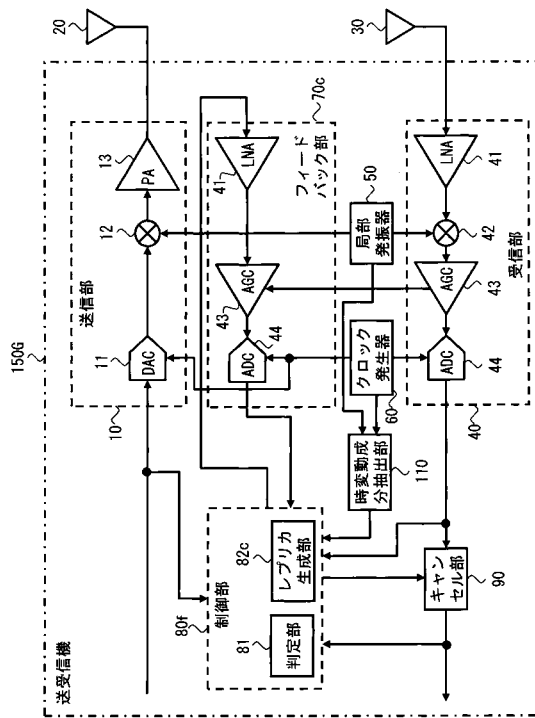 150G
送受信機
20
30
送信部
10
DAC
11
12
PA
13
フィード
バック部
70c
LNA
41
AGC
43
ADC
44
局部
発振器
50
クロック
発生器
60
受信部
40
LNA
41
42
AGC
43
ADC
44
時変動成
分抽出部
110
制御部
80f
レプリカ
生成部
82c
判定部
81
キャン
セル部
90